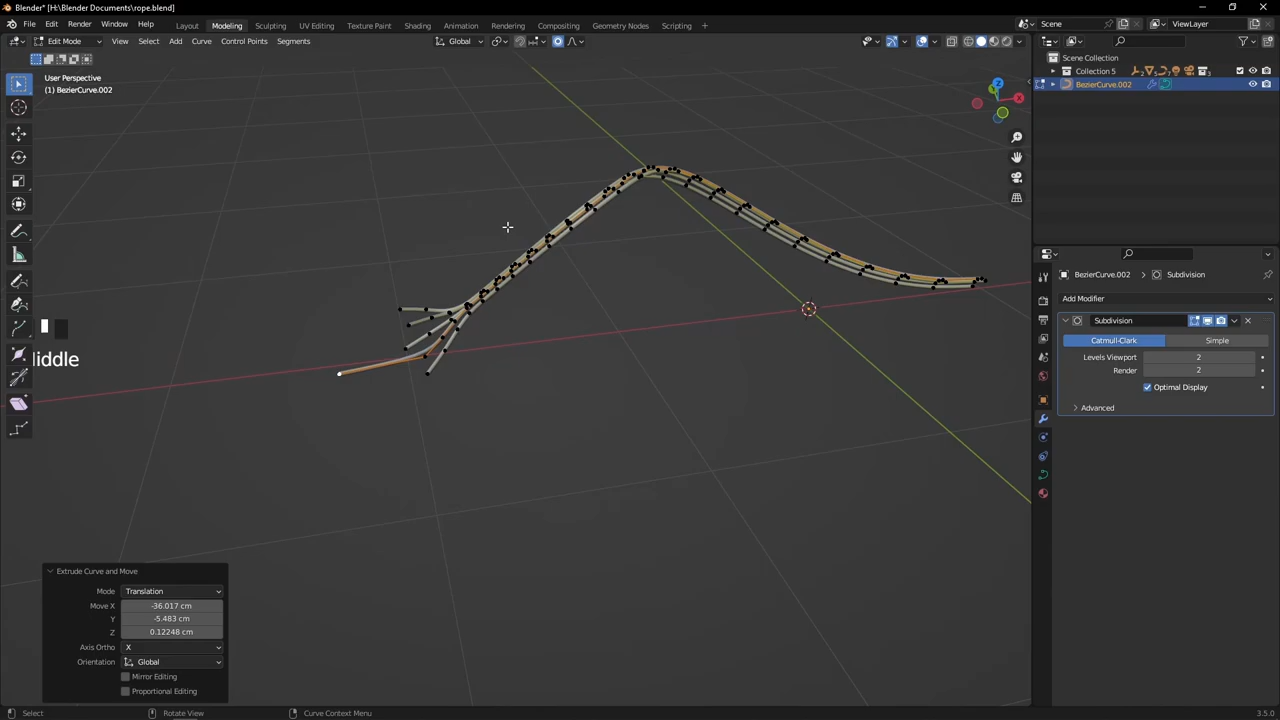 Blender* [H:\Blender Documents\rope.blend]
File Edit Render Window Help Layout Modeling Sculpting UV Editing Texture Paint Shading Animation Rendering Compositing Geometry Nodes Scripting + Scene ViewLayer
Edit Mode View Select Add Curve Control Points Segments Global
User Perspective
(1) BezierCurve.002
Scene Collection
Collection 5
BezierCurve.002
BezierCurve.002 > Subdivision
Add Modifier
Subdivision
Catmull-Clark Simple
Levels Viewport 2
Render 2
Optimal Display
Advanced
liddle
Extrude Curve and Move
Mode Translation
Move X -36.017 cm
Y -5.483 cm
Z 0.12248 cm
Axis Ortho X
Orientation Global
Mirror Editing
Proportional Editing
Select Rotate View Curve Context Menu 3.5.0